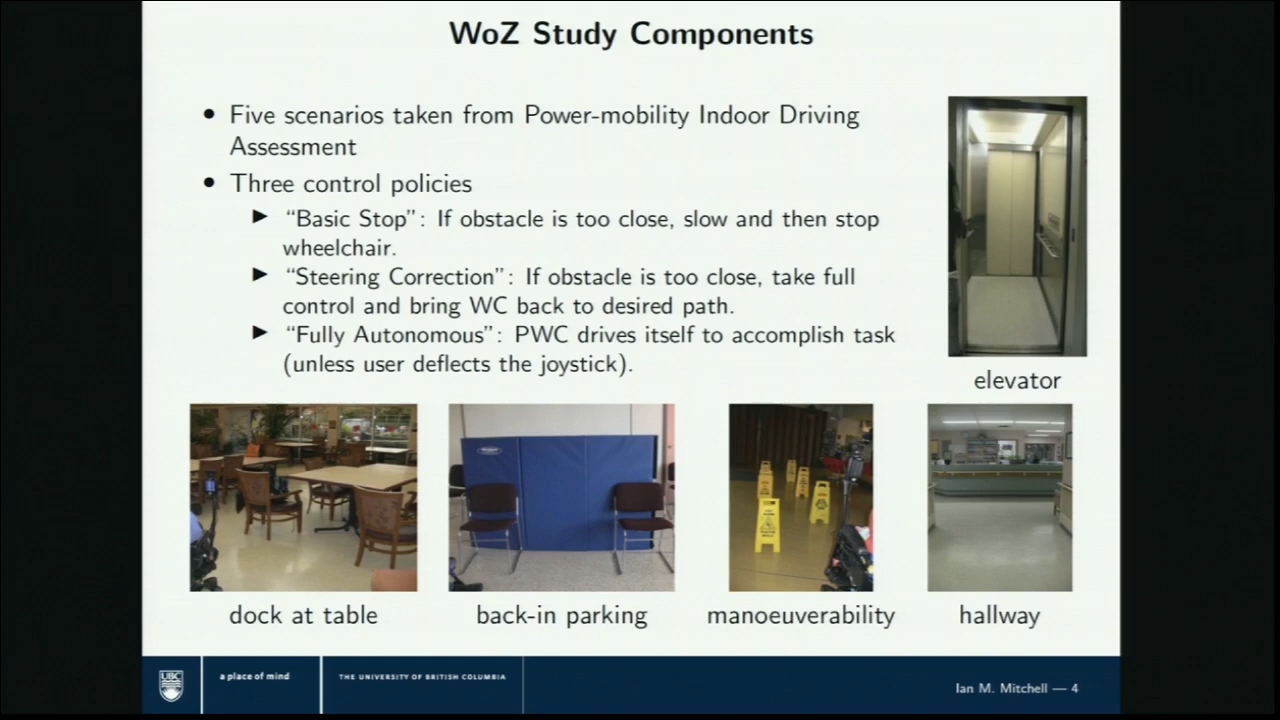 WoZ Study Components
• Five scenarios taken from Power-mobility Indoor Driving
Assessment
• Three control policies
▶ “Basic Stop”: If obstacle is too close, slow and then stop
wheelchair.
▶ “Steering Correction”: If obstacle is too close, take full
control and bring WC back to desired path.
▶ “Fully Autonomous”: PWC drives itself to accomplish task
(unless user deflects the joystick).
elevator
dock at table
back-in parking
manoeuverability
hallway
UBC
a place of mind
THE UNIVERSITY OF BRITISH COLUMBIA
Ian M. Mitchell — 4